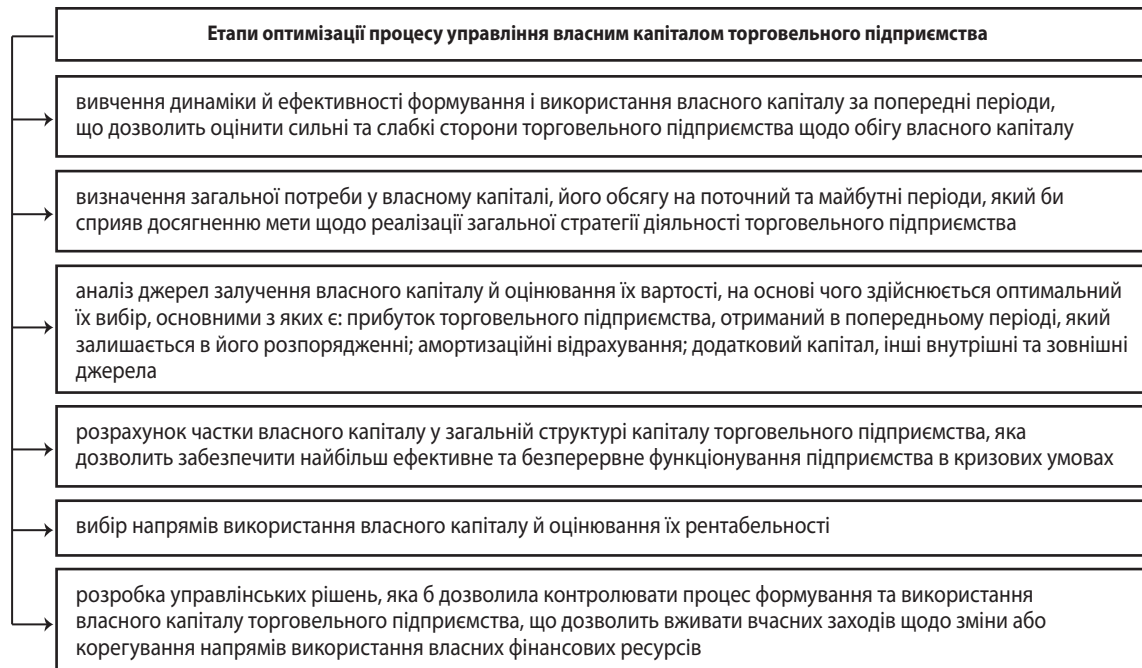 Етапи оптимізації процесу управління власним капіталом торговельного підприємства
вивчення динаміки й ефективності формування і використання власного капіталу за попередні періоди,
що дозволить оцінити сильні та слабкі сторони торговельного підприємства щодо обігу власного капіталу
визначення загальної потреби у власному капіталі, його обсягу на поточний та майбутні періоди, який би
сприяв досягненню мети щодо реалізації загальної стратегії діяльності торговельного підприємства
аналіз джерел залучення власного капіталу й оцінювання їх вартості, на основі чого здійснюється оптимальний
їх вибір, основними з яких є: прибуток торговельного підприємства, отриманий в попередньому періоді, який
залишається в його розпорядженні; амортизаційні відрахування; додатковий капітал, інші внутрішні та зовнішні
джерела
розрахунок частки власного капіталу у загальній структурі капіталу торговельного підприємства, яка
дозволить забезпечити найбільш ефективне та безперервне функціонування підприємства в кризових умовах
вибір напрямів використання власного капіталу й оцінювання їх рентабельності
розробка управлінських рішень, яка б дозволила контролювати процес формування та використання
власного капіталу торговельного підприємства, що дозволить вживати вчасних заходів щодо зміни або
корегування напрямів використання власних фінансових ресурсів